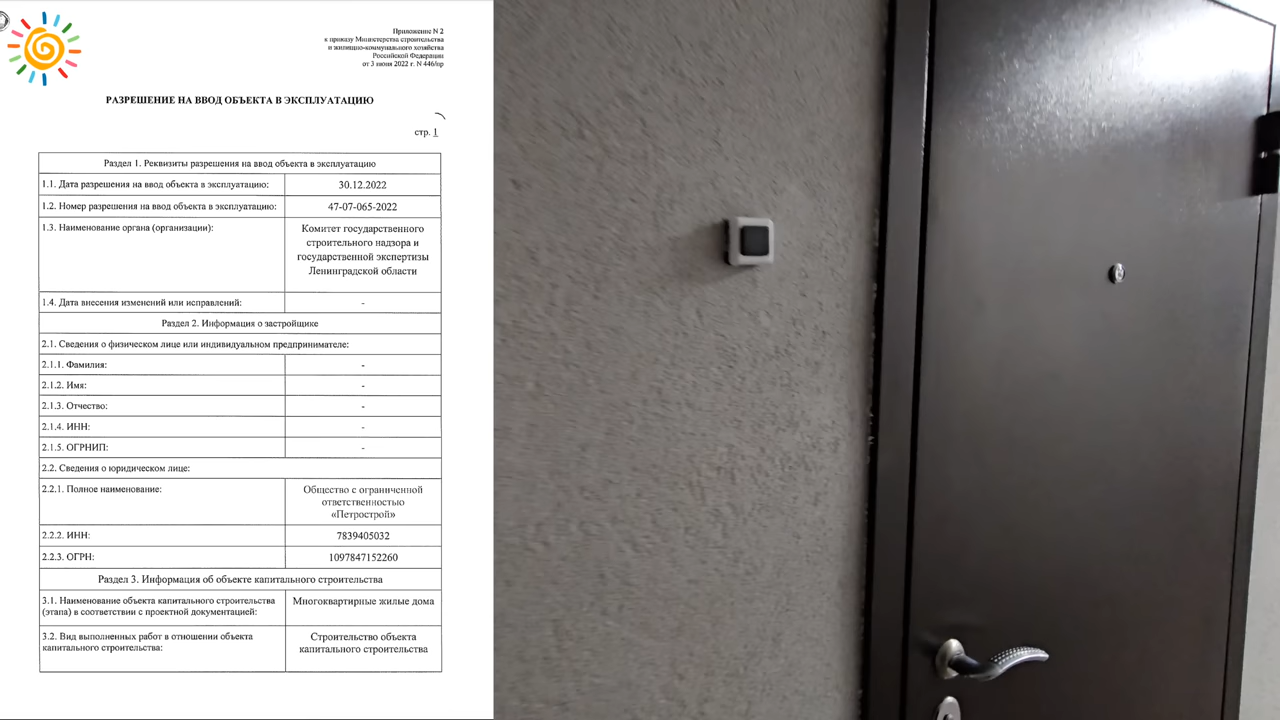 Приложение N 2
к приказу Министерства строительства
и жилищно-коммунального хозяйства
Российской Федерации
от 3 июня 2022 г. N 446/пр
РАЗРЕШЕНИЕ НА ВВОД ОБЪЕКТА В ЭКСПЛУАТАЦИЮ
стр. 1
Раздел 1. Реквизиты разрешения на ввод объекта в эксплуатацию
1.1. Дата разрешения на ввод объекта в эксплуатацию:
30.12.2022
1.2. Номер разрешения на ввод объекта в эксплуатацию:
47-07-065-2022
1.3. Наименование органа (организации):
Комитет государственного
строительного надзора и
государственной экспертизы
Ленинградской области
1.4. Дата внесения изменений или исправлений:
-
Раздел 2. Информация о застройщике
2.1. Сведения о физическом лице или индивидуальном предпринимателе:
2.1.1. Фамилия:
-
2.1.2. Имя:
-
2.1.3. Отчество:
-
2.1.4. ИНН:
-
2.1.5. ОГРНИП:
-
2.2. Сведения о юридическом лице:
2.2.1. Полное наименование:
Общество с ограниченной
ответственностью
«Петрострой»
2.2.2. ИНН:
7839405032
2.2.3. ОГРН:
1097847152260
Раздел 3. Информация об объекте капитального строительства
3.1. Наименование объекта капитального строительства
(этапа) в соответствии с проектной документацией:
Многоквартирные жилые дома
3.2. Вид выполненных работ в отношении объекта
капитального строительства:
Строительство объекта
капитального строительства